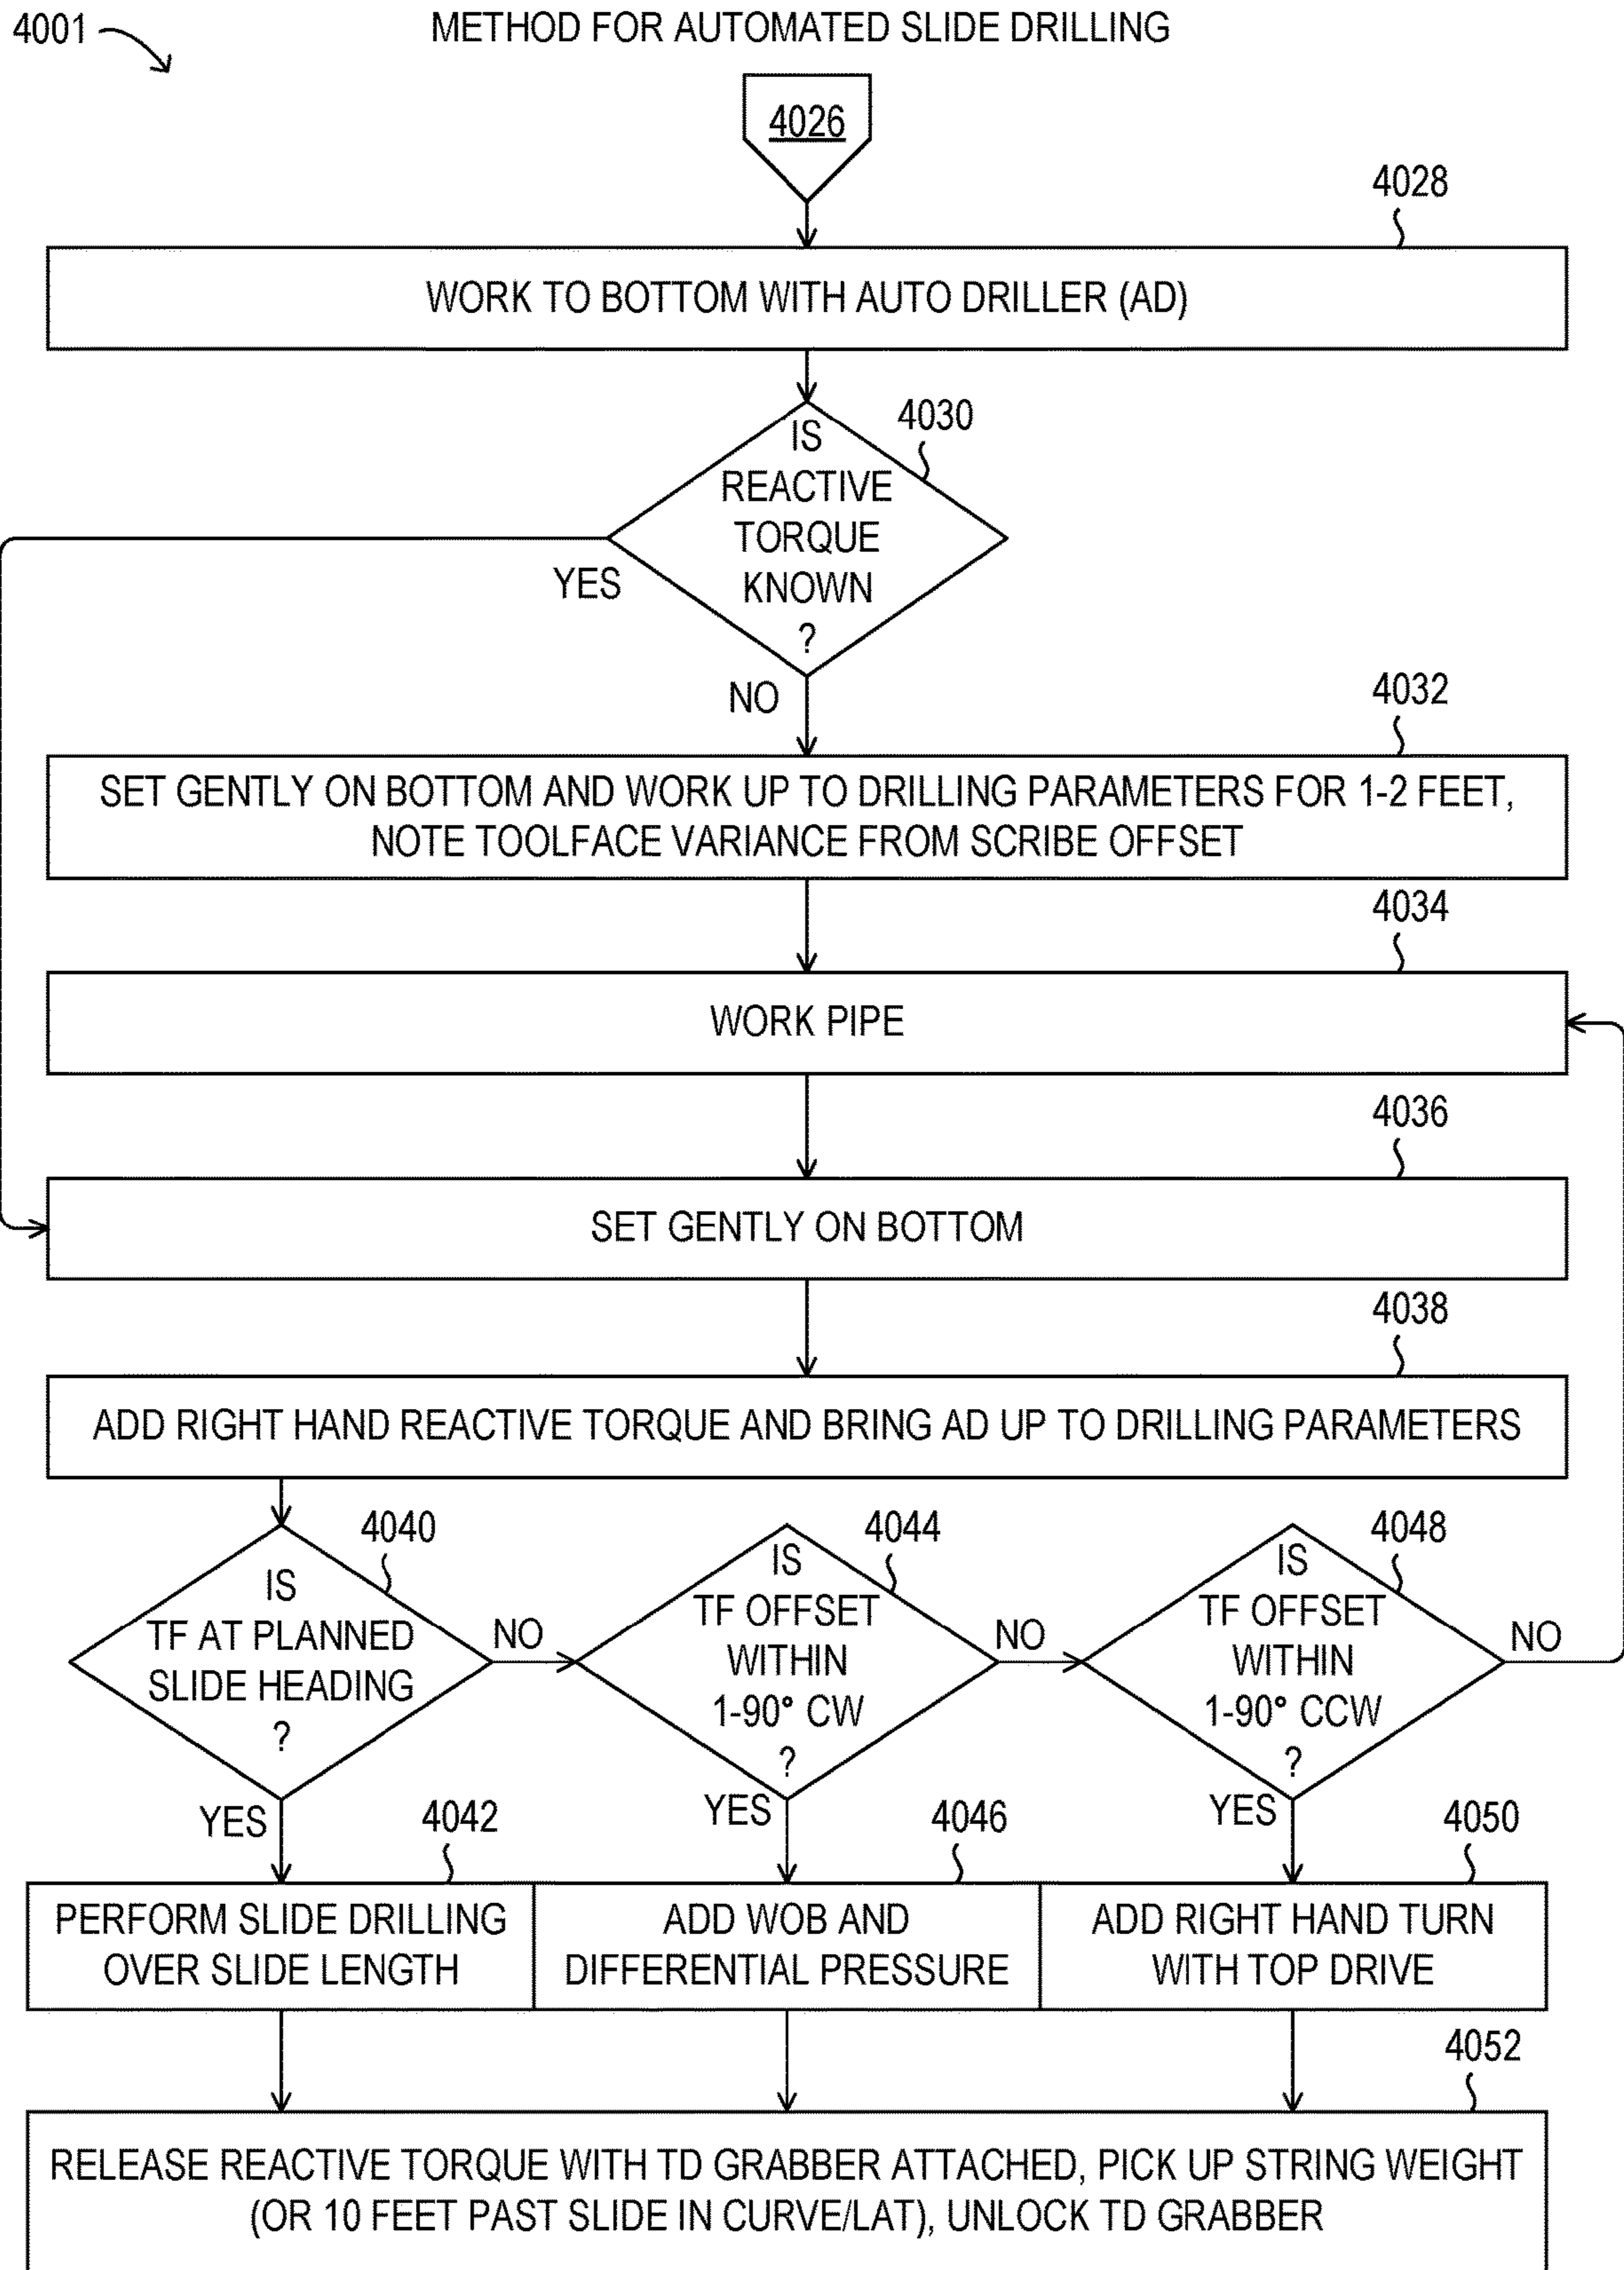 4001
METHOD FOR AUTOMATED SLIDE DRILLING
4026
4028
WORK TO BOTTOM WITH AUTO DRILLER (AD)
4030
IS
REACTIVE
TORQUE
KNOWN
?
YES
NO
4032
SET GENTLY ON BOTTOM AND WORK UP TO DRILLING PARAMETERS FOR 1-2 FEET,
NOTE TOOLFACE VARIANCE FROM SCRIBE OFFSET
4034
WORK PIPE
4036
SET GENTLY ON BOTTOM
4038
ADD RIGHT HAND REACTIVE TORQUE AND BRING AD UP TO DRILLING PARAMETERS
4040
IS
TF AT PLANNED
SLIDE HEADING
?
NO
YES
4044
IS
TF OFFSET
WITHIN
1-90° CW
?
NO
YES
4048
IS
TF OFFSET
WITHIN
1-90° CCW
?
NO
YES
4042
PERFORM SLIDE DRILLING
OVER SLIDE LENGTH
4046
ADD WOB AND
DIFFERENTIAL PRESSURE
4050
ADD RIGHT HAND TURN
WITH TOP DRIVE
4052
RELEASE REACTIVE TORQUE WITH TD GRABBER ATTACHED, PICK UP STRING WEIGHT
(OR 10 FEET PAST SLIDE IN CURVE/LAT), UNLOCK TD GRABBER